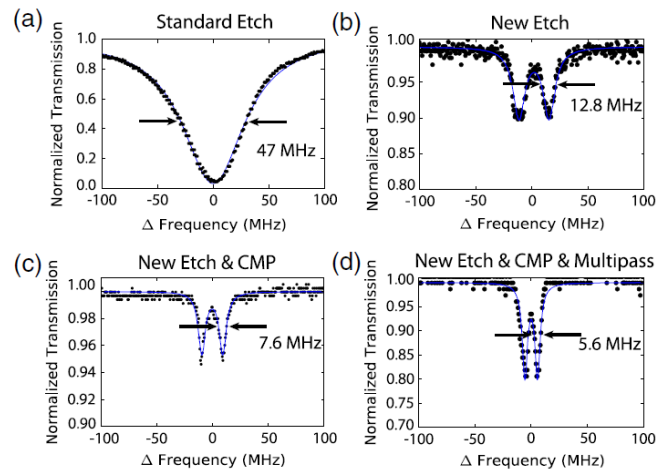 (a) Standard Etch
Normalized Transmission
1.0
0.8
0.6
0.4
0.2
0.0
47 MHz
-100 -50 0 50 100
Δ Frequency (MHz)
(b) New Etch
Normalized Transmission
1.00
0.95
0.90
0.85
0.80
12.8 MHz
-100 -50 0 50 100
Δ Frequency (MHz)
(c) New Etch & CMP
Normalized Transmission
1.00
0.98
0.96
0.94
0.92
0.90
7.6 MHz
-100 -50 0 50 100
Δ Frequency (MHz)
(d) New Etch & CMP & Multipass
Normalized Transmission
1.00
0.95
0.90
0.85
0.80
0.75
0.70
5.6 MHz
-100 -50 0 50 100
Δ Frequency (MHz)